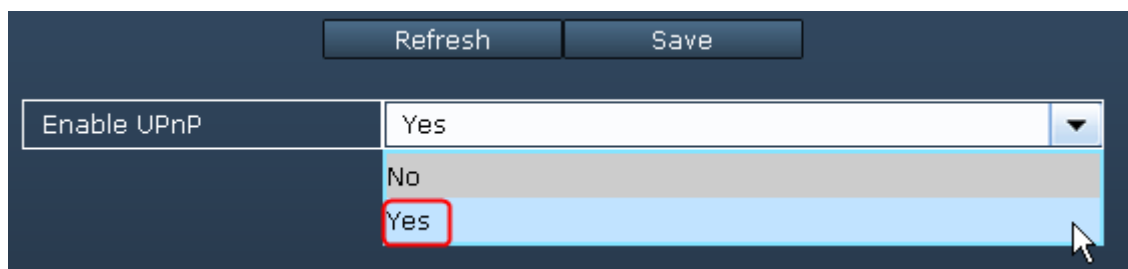 Refresh Save
Enable UPnP Yes
No
Yes